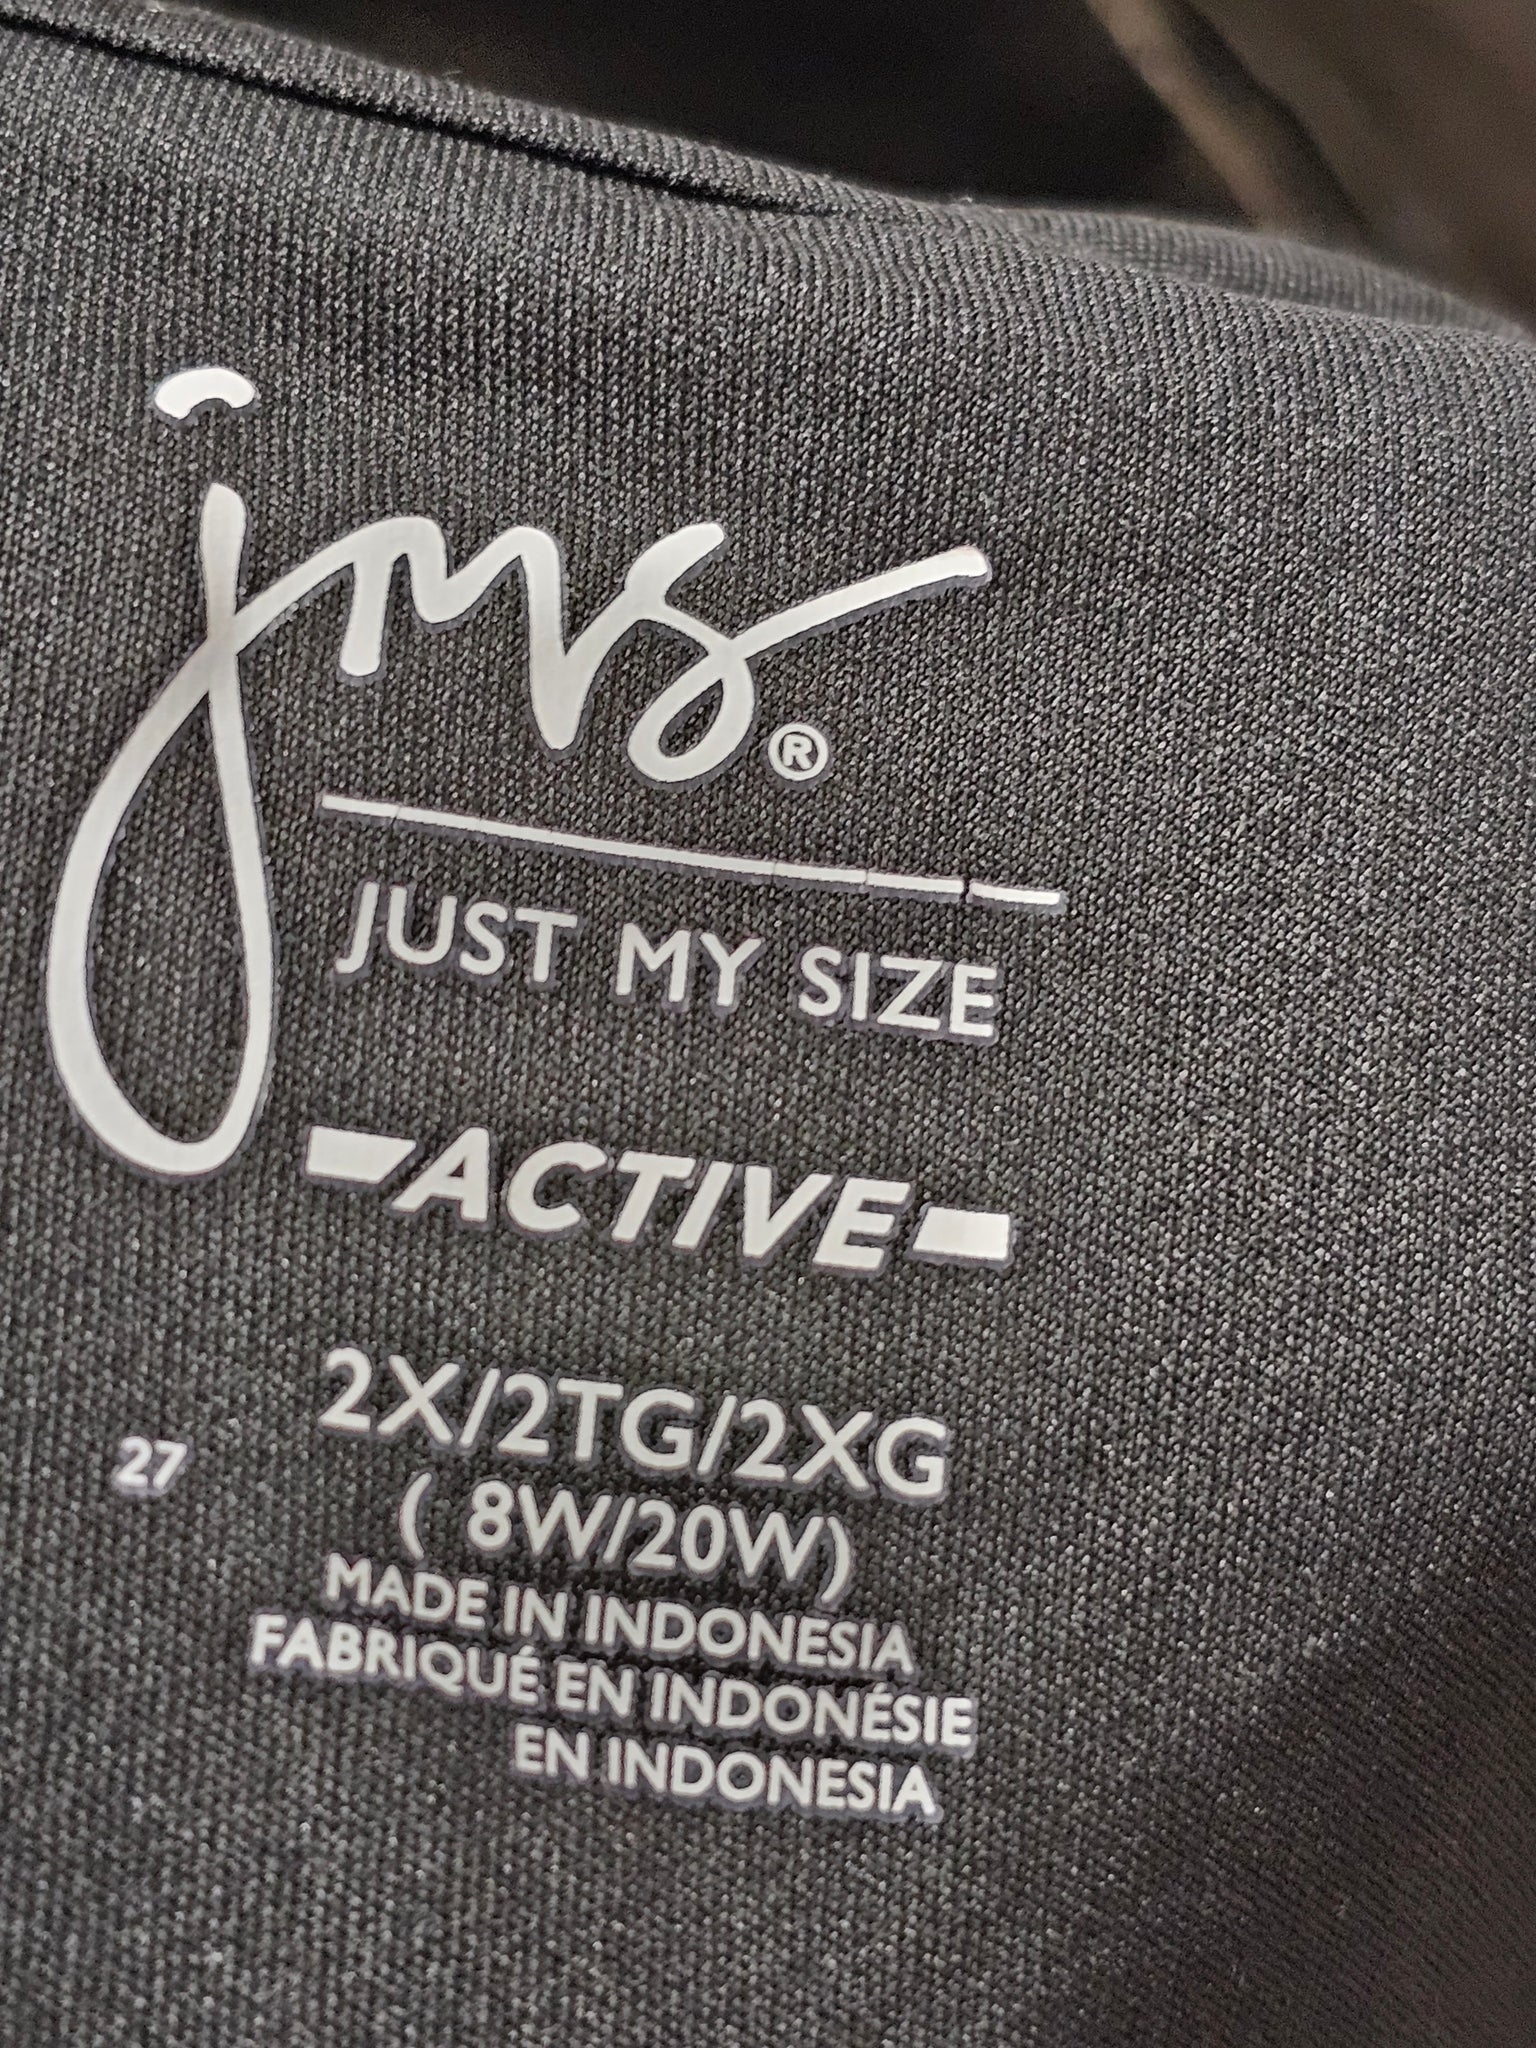 jms®
JUST MY SIZE
ACTIVE
2X/2TG/2XG
27
( 8W/20W)
MADE IN INDONESIA
FABRIQUÉ EN INDONÉSIE
EN INDONESIA